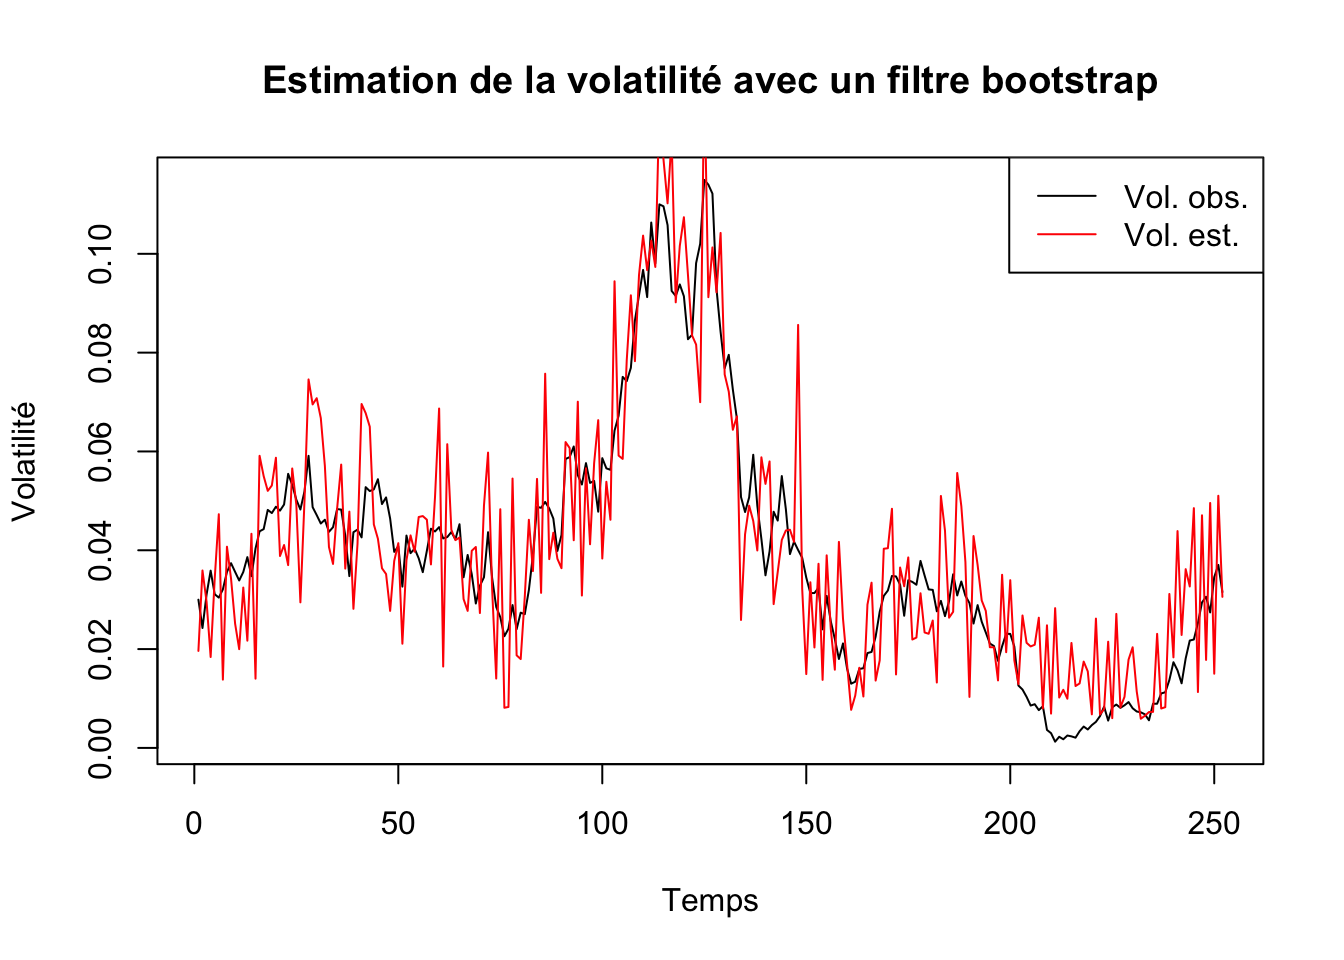 Estimation de la volatilité avec un filtre bootstrap
Vol. obs.
Vol. est.
Volatilité
0.10
0.08
0.06
0.04
0.02
0.00
0 50 100 150 200 250
Temps